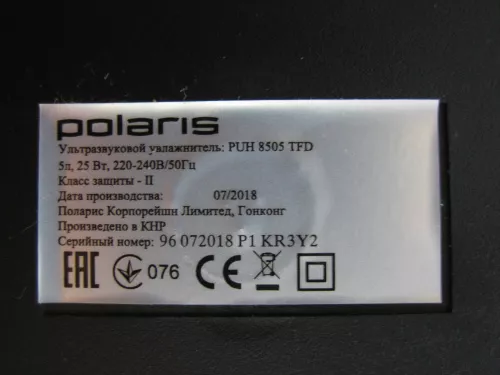 polaris
Ультразвуковой увлажнитель: PUH 8505 TFD
5л, 25 Вт, 220-240В/50Гц
Класс защиты - II
Дата производства: 07/2018
Поларис Корпорейшн Лимитед, Гонконг
Произведено в КНР
Серийный номер: 96 072018 P1 KR3Y2
EAC 076 CE